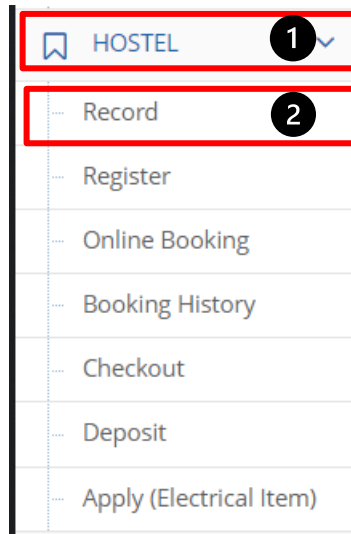 HOSTEL 1
Record 2
Register
Online Booking
Booking History
Checkout
Deposit
Apply (Electrical Item)